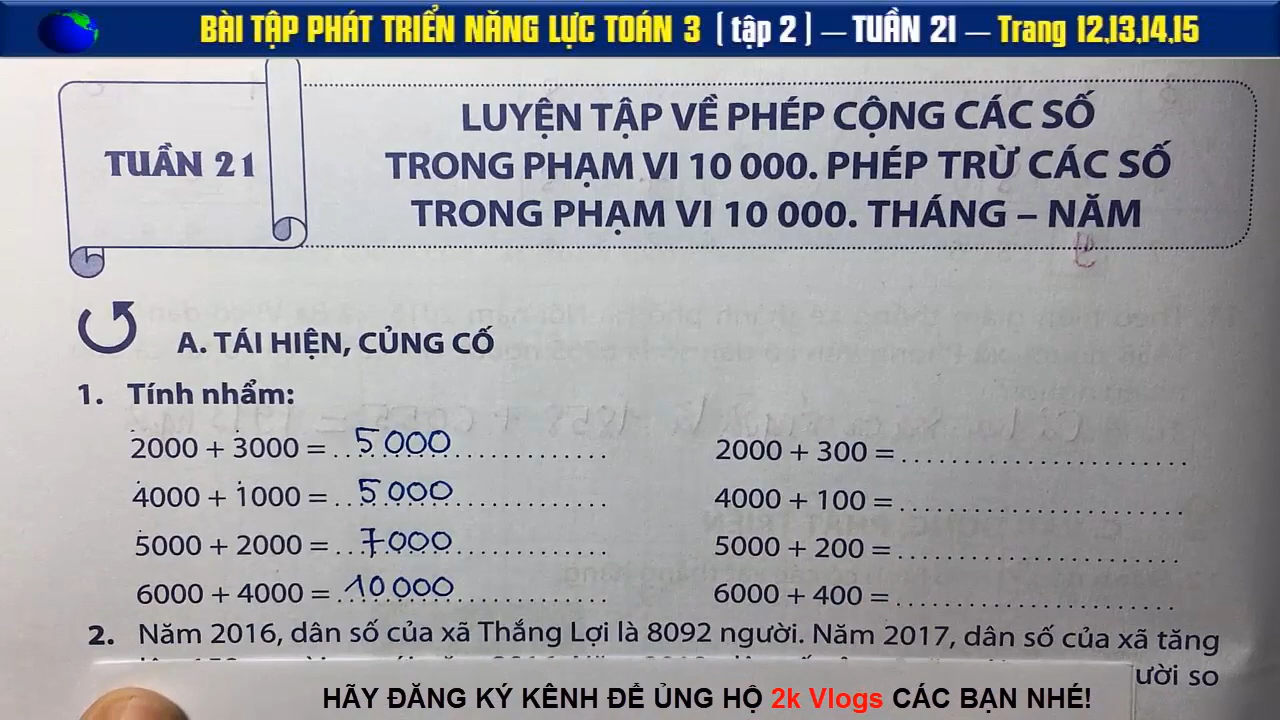 BÀI TẬP PHÁT TRIỂN NĂNG LỰC TOÁN 3 ( tập 2 ) – TUẦN 21 – Trang 12,13,14,15
TUẦN 21
LUYỆN TẬP VỀ PHÉP CỘNG CÁC SỐ
TRONG PHẠM VI 10 000. PHÉP TRỪ CÁC SỐ
TRONG PHẠM VI 10 000. THÁNG – NĂM
A. TÁI HIỆN, CỦNG CỐ
1. Tính nhẩm:
2000 + 3000 = 5000
4000 + 1000 = 5000
5000 + 2000 = 7000
6000 + 4000 = 10000
2000 + 300 =
4000 + 100 =
5000 + 200 =
6000 + 400 =
2. Năm 2016, dân số của xã Thắng Lợi là 8092 người. Năm 2017, dân số của xã tăng
ười so
HÃY ĐĂNG KÝ KÊNH ĐỂ ỦNG HỘ 2k Vlogs CÁC BẠN NHÉ!